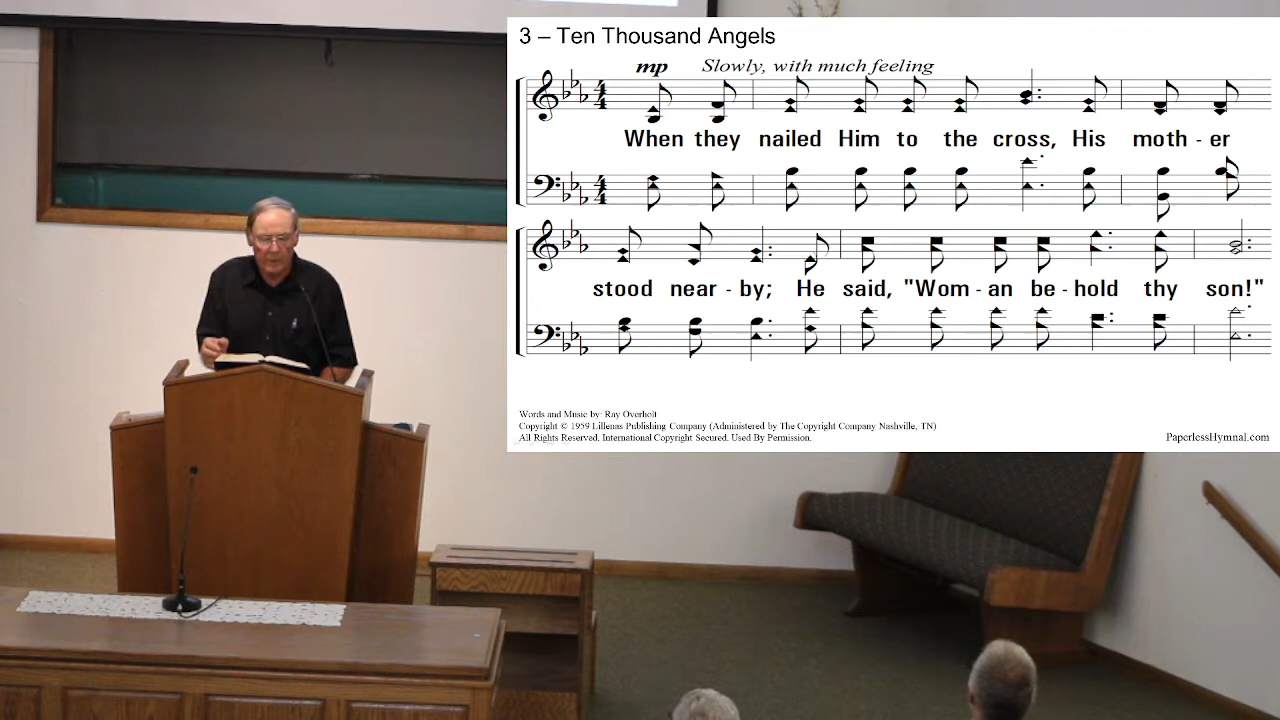 3 – Ten Thousand Angels
mp Slowly, with much feeling
When they nailed Him to the cross, His moth - er
stood near - by; He said, "Wom - an be - hold thy son!"
Words and Music by: Ray Overholt
Copyright © 1959 Lillenas Publishing Company (Administered by The Copyright Company Nashville, TN)
All Rights Reserved. International Copyright Secured. Used By Permission.
PaperlessHymnal.com